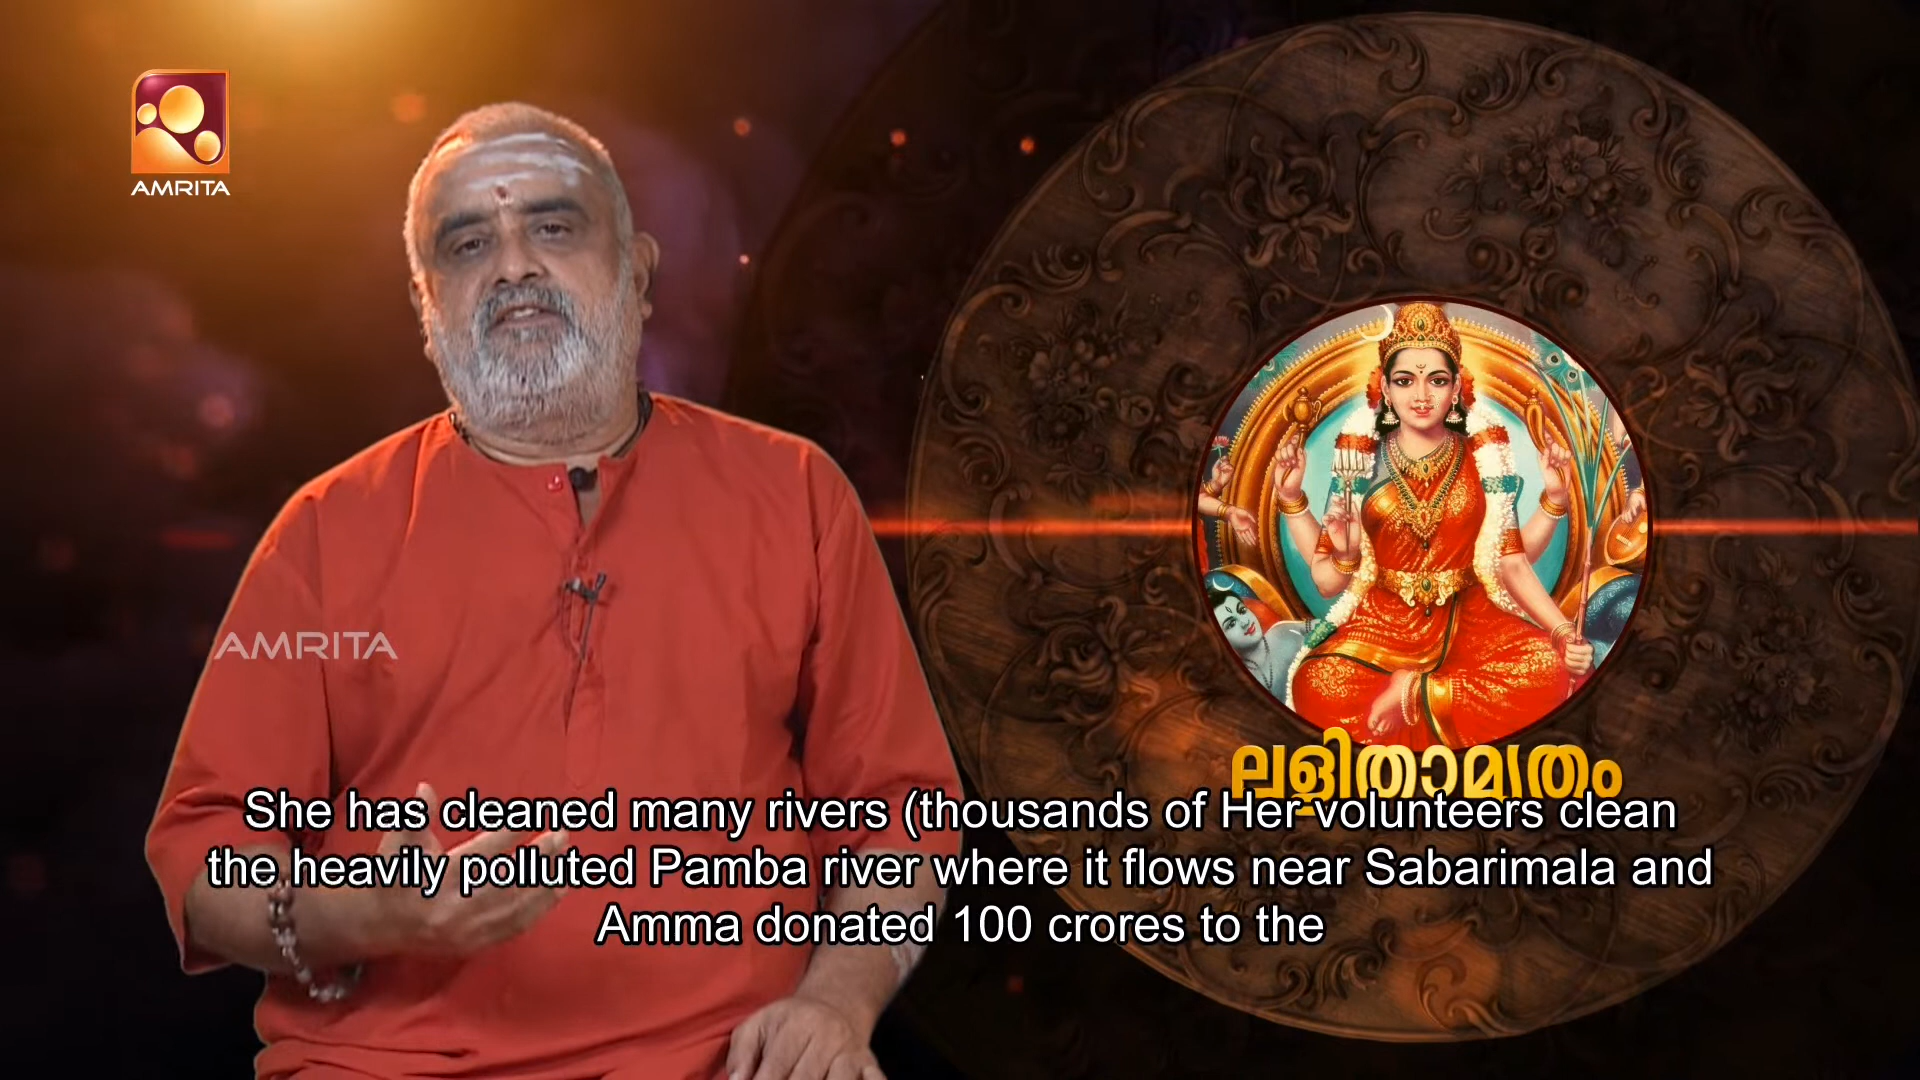 AMRITA
AMRITA
ലളിതാമൃതം
She has cleaned many rivers (thousands of Her volunteers clean
the heavily polluted Pamba river where it flows near Sabarimala and
Amma donated 100 crores to the